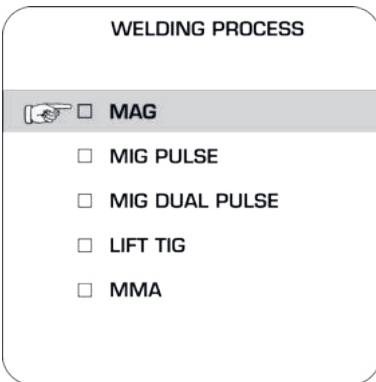 WELDING PROCESS
MAG
MIG PULSE
MIG DUAL PULSE
LIFT TIG
MMA